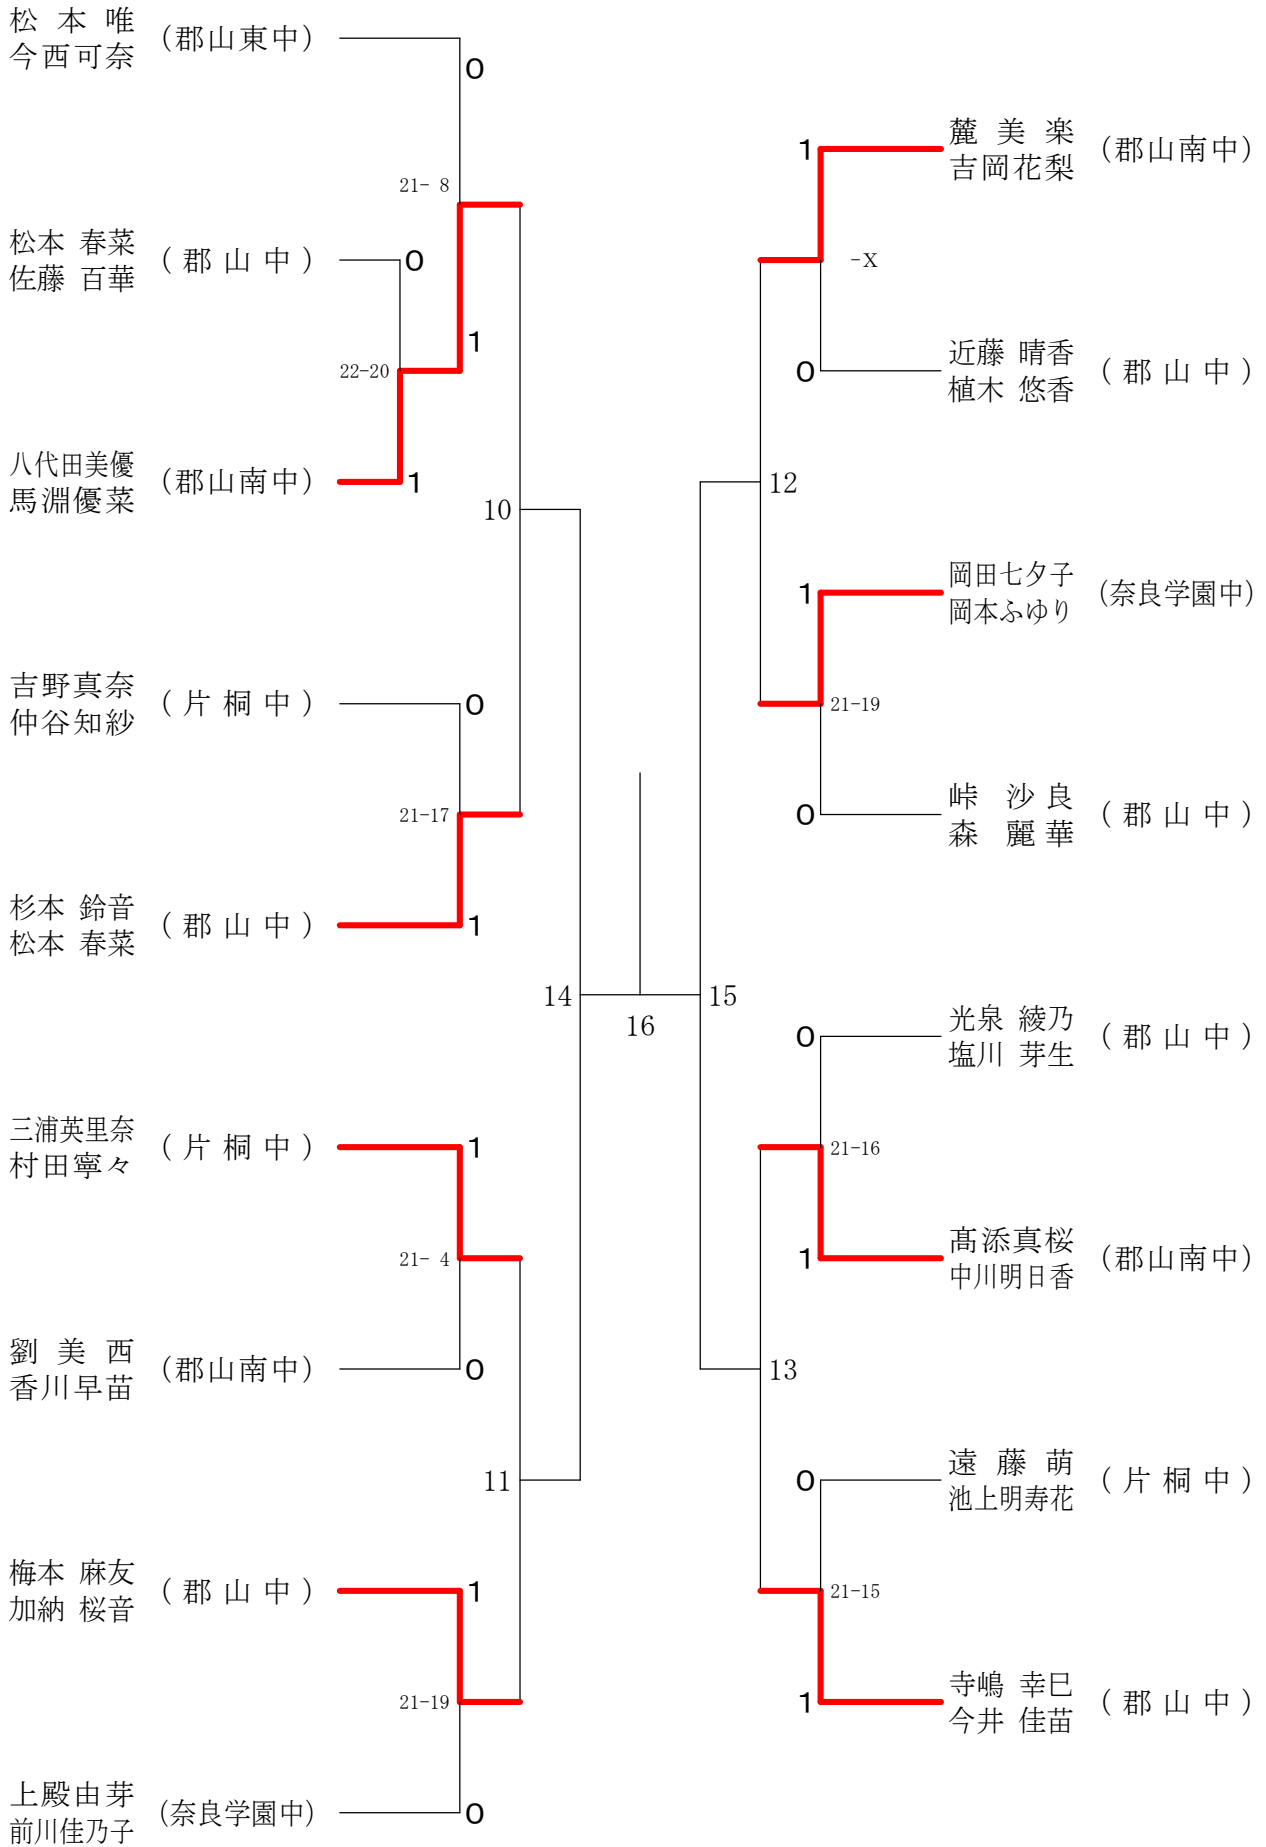 松 本 唯
今西可奈
(郡山東中)
0
21- 8
松本 春菜
佐藤 百華
( 郡 山 中 )
0
1
22-20
八代田美優
馬淵優菜
(郡山南中)
1
10
吉野真奈
仲谷知紗
( 片 桐 中 )
0
21-17
杉本 鈴音
松本 春菜
( 郡 山 中 )
1
14
三浦英里奈
村田寧々
( 片 桐 中 )
1
21- 4
劉 美 西
香川早苗
(郡山南中)
0
11
梅本 麻友
加納 桜音
( 郡 山 中 )
1
21-19
上殿由芽
前川佳乃子
(奈良学園中)
0
16
1
麓 美 楽
吉岡花梨
(郡山南中)
-X
0
近藤 晴香
植木 悠香
( 郡 山 中 )
12
1
岡田七夕子
岡本ふゆり
(奈良学園中)
21-19
0
峠 沙良
森 麗華
( 郡 山 中 )
15
0
光泉 綾乃
塩川 芽生
( 郡 山 中 )
21-16
1
髙添真桜
中川明日香
(郡山南中)
13
0
遠 藤 萌
池上明寿花
( 片 桐 中 )
21-15
1
寺嶋 幸巳
今井 佳苗
( 郡 山 中 )